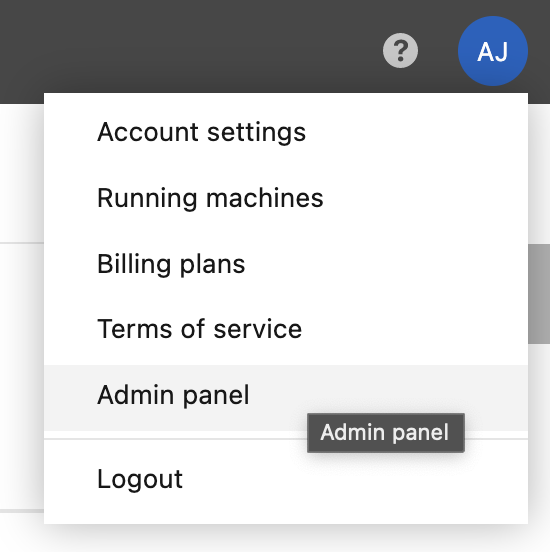 ?
AJ
Account settings
Running machines
Billing plans
Terms of service
Admin panel
Admin panel
Logout